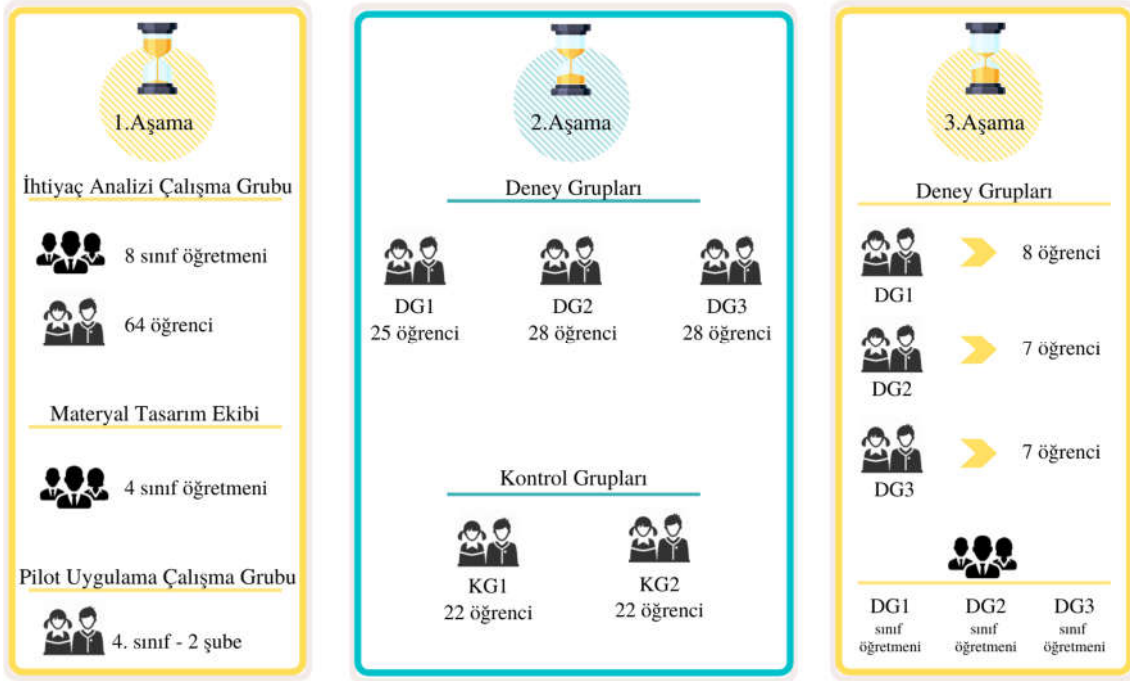 1.Aşama
İhtiyaç Analizi Çalışma Grubu
8 sınıf öğretmeni
64 öğrenci
Materyal Tasarım Ekibi
4 sınıf öğretmeni
Pilot Uygulama Çalışma Grubu
4. sınıf - 2 şube
2.Aşama
Deney Grupları
DG1
25 öğrenci
DG2
28 öğrenci
DG3
28 öğrenci
Kontrol Grupları
KG1
22 öğrenci
KG2
22 öğrenci
3.Aşama
Deney Grupları
DG1
8 öğrenci
DG2
7 öğrenci
DG3
7 öğrenci
DG1
sınıf
öğretmeni
DG2
sınıf
öğretmeni
DG3
sınıf
öğretmeni